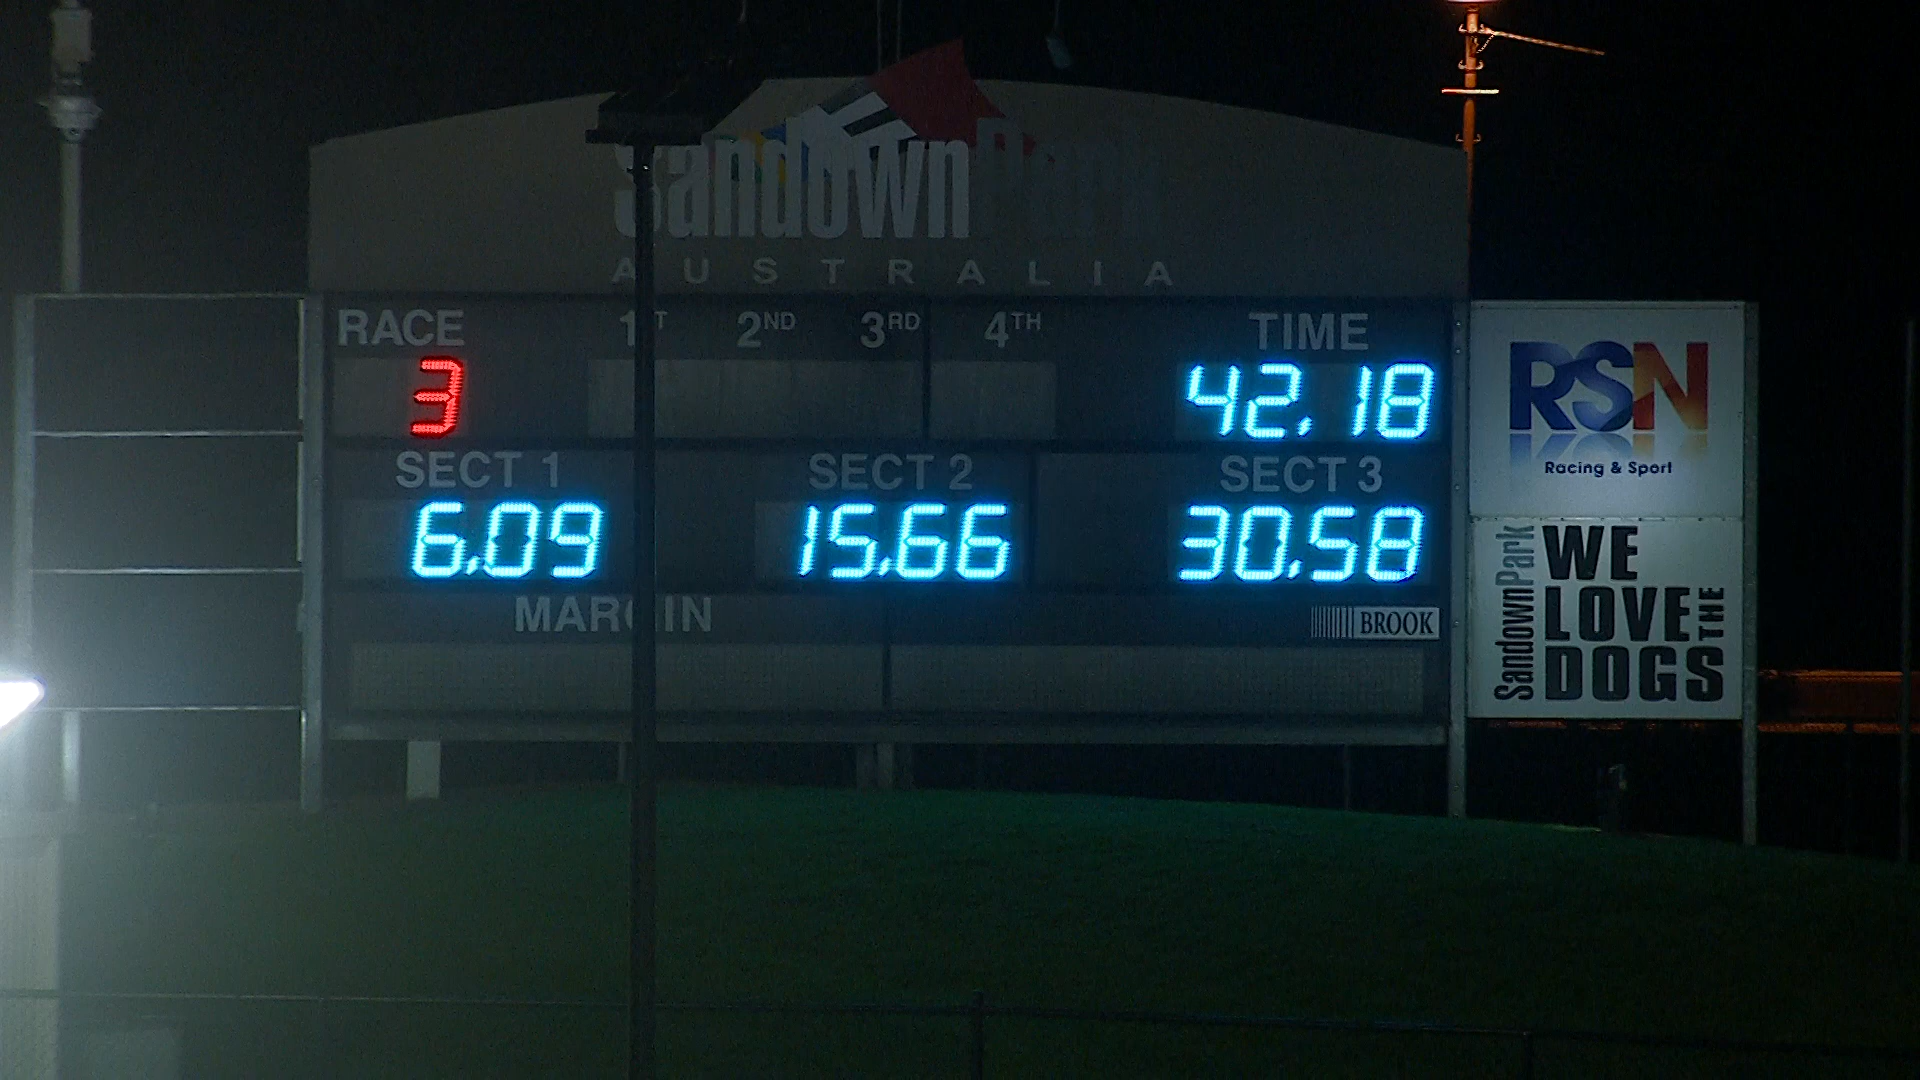 SandownPark
AUSTRALIA
RACE 1ST 2ND 3RD 4TH TIME
3 42.18
SECT 1 SECT 2 SECT 3
6.09 15.66 30.58
MARGIN
BROOK
RSN
Racing & Sport
SandownPark
WE
LOVE THE
DOGS